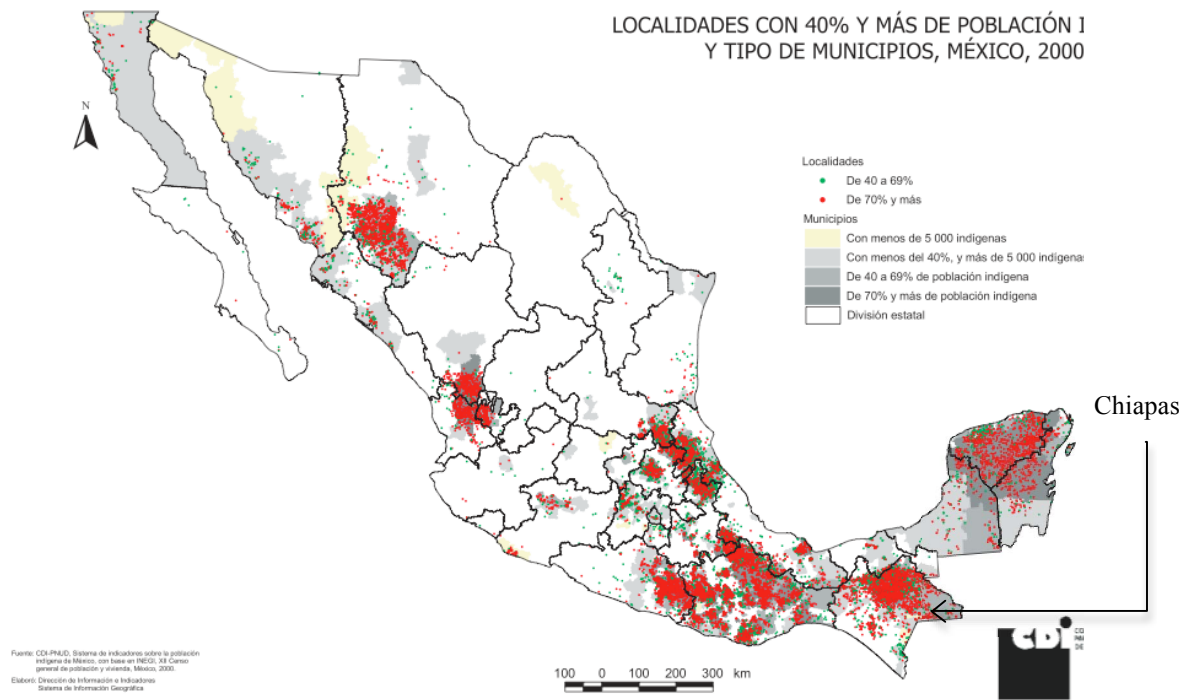 LOCALIDADES CON 40% Y MÁS DE POBLACIÓN I
Y TIPO DE MUNICIPIOS, MÉXICO, 2000
N
Localidades
De 40 a 69%
De 70% y más
Municipios
Con menos de 5 000 indígenas
Con menos del 40%, y más de 5 000 indígenas
De 40 a 69% de población indígena
De 70% y más de población indígena
División estatal
Chiapas
CDI
100 0 100 200 300 km
Fuente: CDI-PNUD, Sistema de indicadores sobre la población
indígena de México, con base en INEGI, XII Censo
general de población y vivienda, México, 2000.
Elaboró: Dirección de Información e Indicadores
Sistema de Información Geográfica